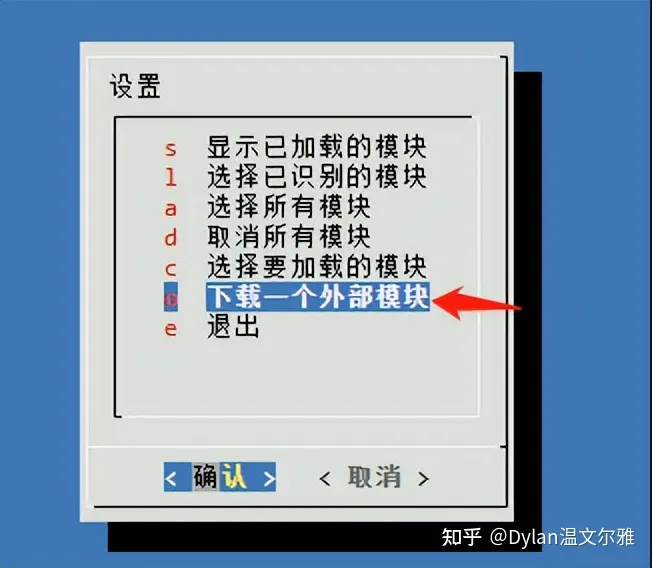 设置
s 显示已加载的模块
l 选择已识别的模块
a 选择所有模块
d 取消所有模块
c 选择要加载的模块
o 下载一个外部模块
e 退出
< 确认 > < 取消 >
知乎 @Dylan温文尔雅